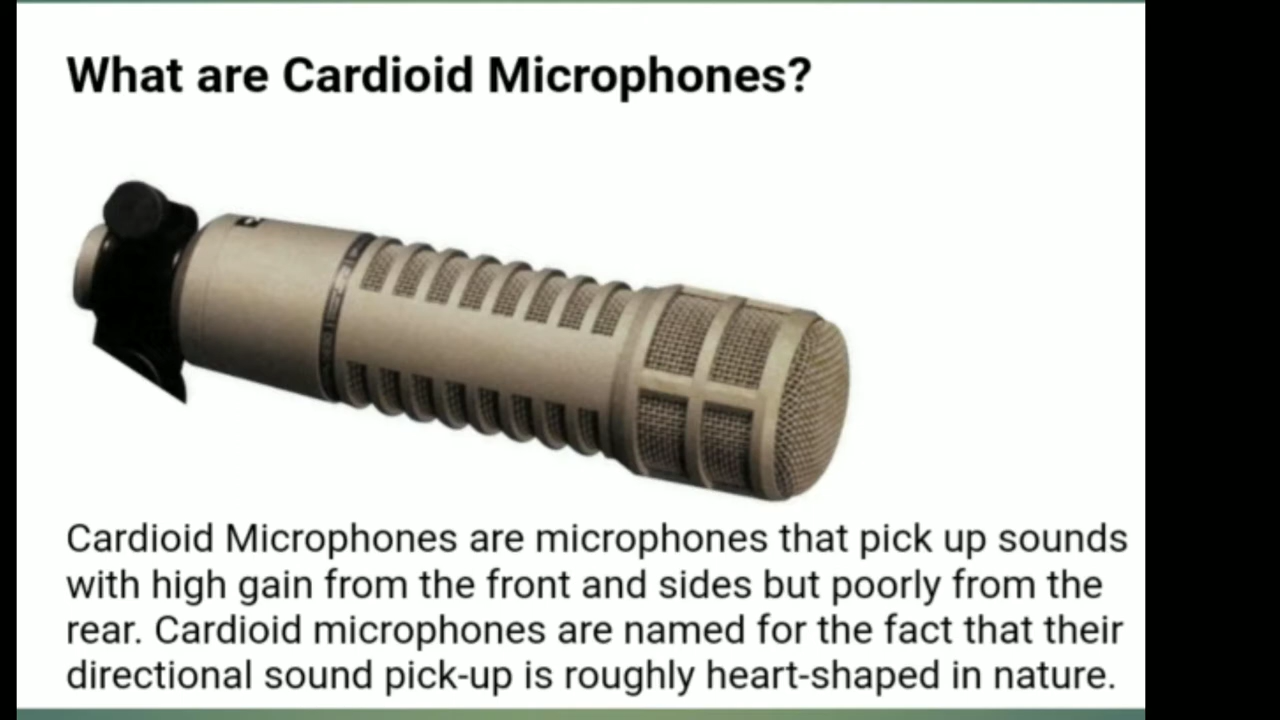 What are Cardioid Microphones?
Cardioid Microphones are microphones that pick up sounds
with high gain from the front and sides but poorly from the
rear. Cardioid microphones are named for the fact that their
directional sound pick-up is roughly heart-shaped in nature.